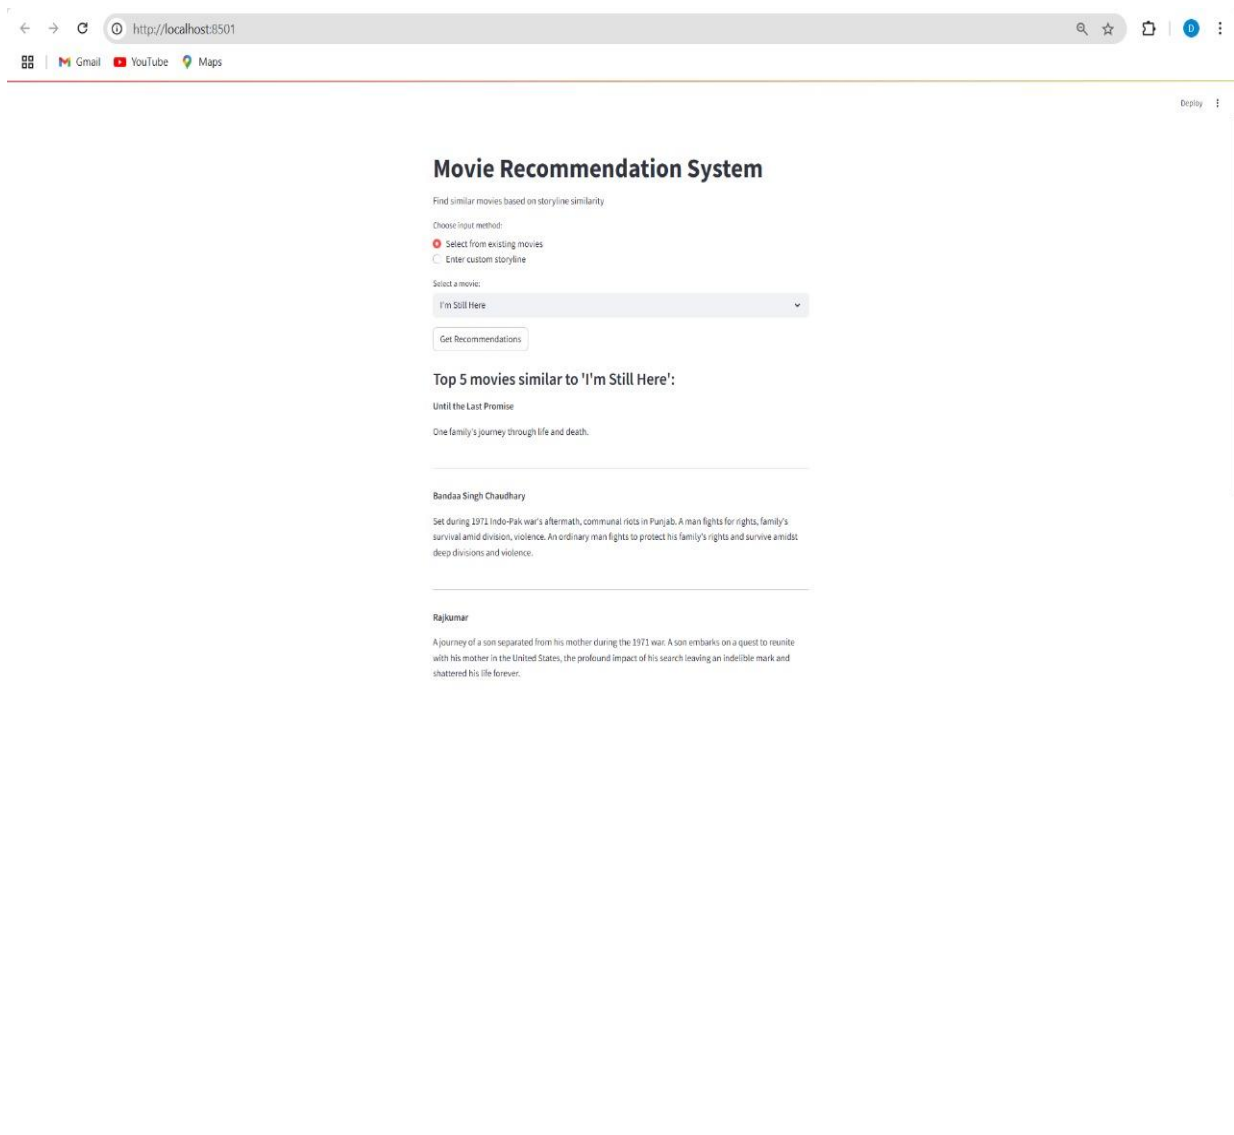 http://localhost:8501
D
Gmail YouTube Maps
Deploy
Movie Recommendation System
Find similar movies based on storyline similarity
Choose input method:
Select from existing movies
Enter custom storyline
Select a movie:
I'm Still Here
Get Recommendations
Top 5 movies similar to 'I'm Still Here':
Until the Last Promise
One family's journey through life and death.
Bandaa Singh Chaudhary
Set during 1971 Indo-Pak war's aftermath, communal riots in Punjab. A man fights for rights, family's
survival amid division, violence. An ordinary man fights to protect his family's rights and survive amidst
deep divisions and violence.
Rajkumar
A journey of a son separated from his mother during the 1971 war. A son embarks on a quest to reunite
with his mother in the United States, the profound impact of his search leaving an indelible mark and
shattered his life forever.